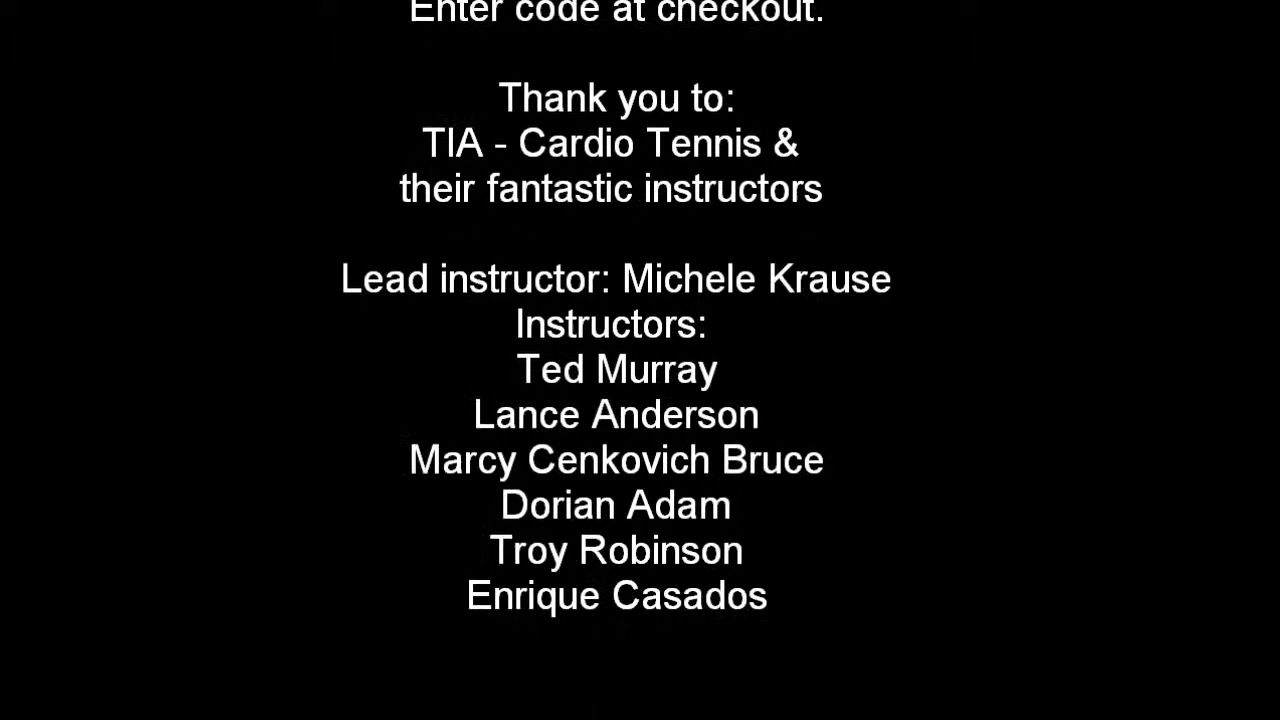 Enter code at checkout.
Thank you to:
TIA - Cardio Tennis &
their fantastic instructors
Lead instructor: Michele Krause
Instructors:
Ted Murray
Lance Anderson
Marcy Cenkovich Bruce
Dorian Adam
Troy Robinson
Enrique Casados